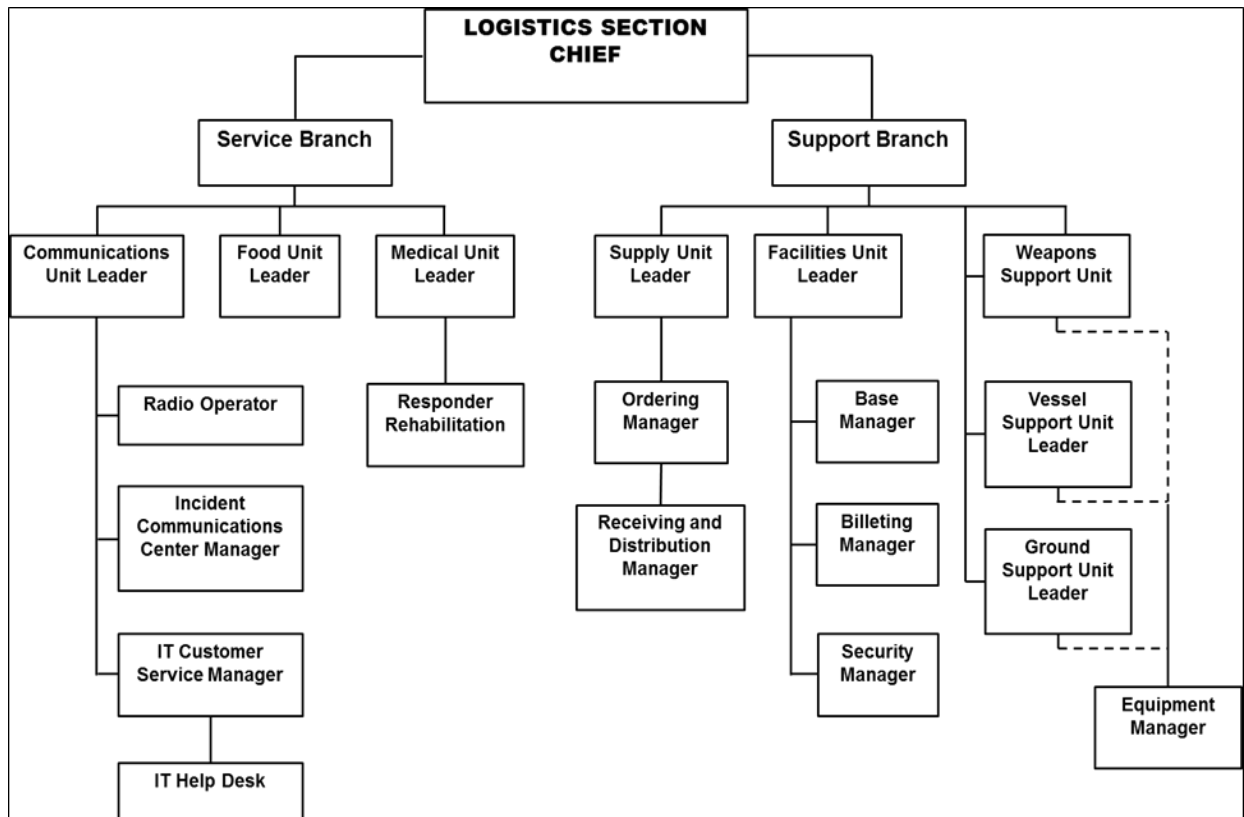 LOGISTICS SECTION
CHIEF
Service Branch
Support Branch
Communications
Unit Leader
Food Unit
Leader
Medical Unit
Leader
Supply Unit
Leader
Facilities Unit
Leader
Weapons
Support Unit
Radio Operator
Responder
Rehabilitation
Ordering
Manager
Base
Manager
Vessel
Support Unit
Leader
Incident
Communications
Center Manager
Receiving and
Distribution
Manager
Billeting
Manager
Ground
Support Unit
Leader
IT Customer
Service Manager
Security
Manager
Equipment
Manager
IT Help Desk